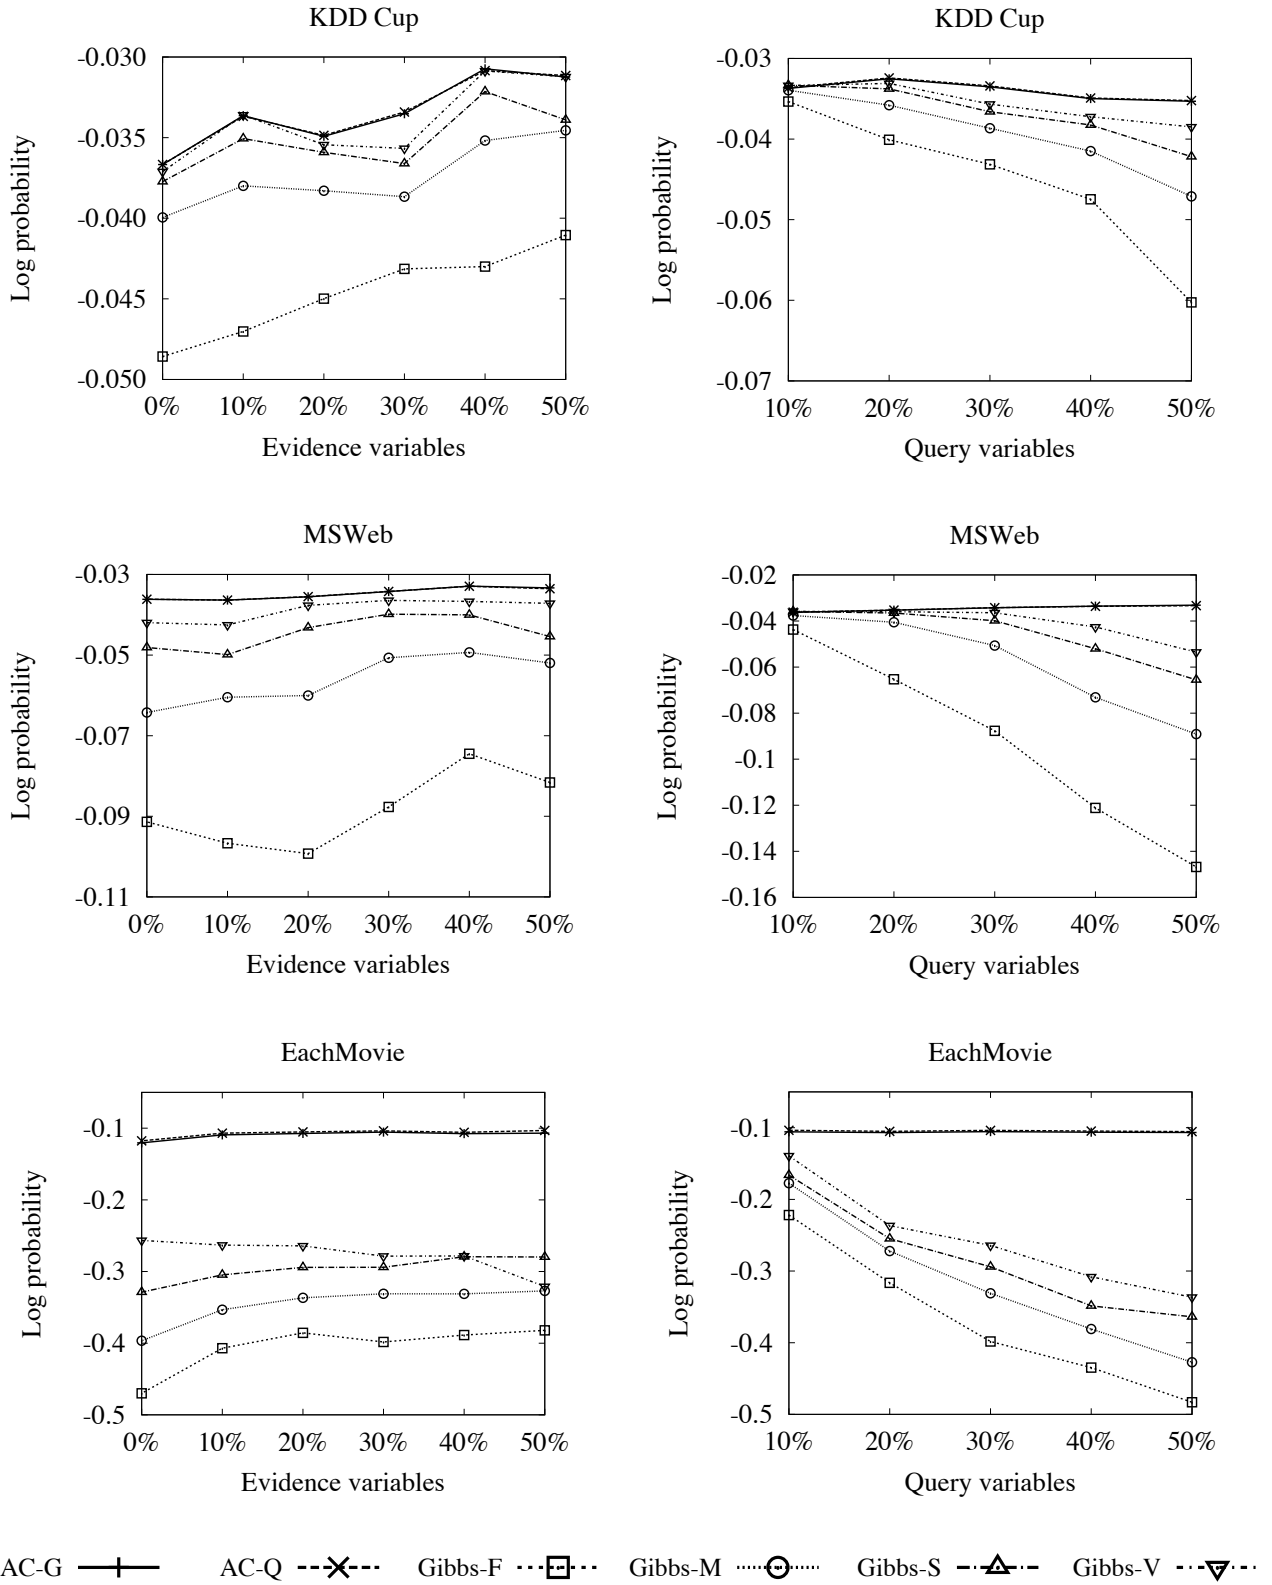 KDD Cup
-0.030
-0.035
-0.040
-0.045
-0.050
Log probability
0% 10% 20% 30% 40% 50%
Evidence variables
KDD Cup
-0.03
-0.04
-0.05
-0.06
-0.07
Log probability
10% 20% 30% 40% 50%
Query variables
MSWeb
-0.03
-0.05
-0.07
-0.09
-0.11
Log probability
0% 10% 20% 30% 40% 50%
Evidence variables
MSWeb
-0.02
-0.04
-0.06
-0.08
-0.1
-0.12
-0.14
-0.16
Log probability
10% 20% 30% 40% 50%
Query variables
EachMovie
-0.1
-0.2
-0.3
-0.4
-0.5
Log probability
0% 10% 20% 30% 40% 50%
Evidence variables
EachMovie
-0.1
-0.2
-0.3
-0.4
-0.5
Log probability
10% 20% 30% 40% 50%
Query variables
AC-G AC-Q Gibbs-F Gibbs-M Gibbs-S Gibbs-V